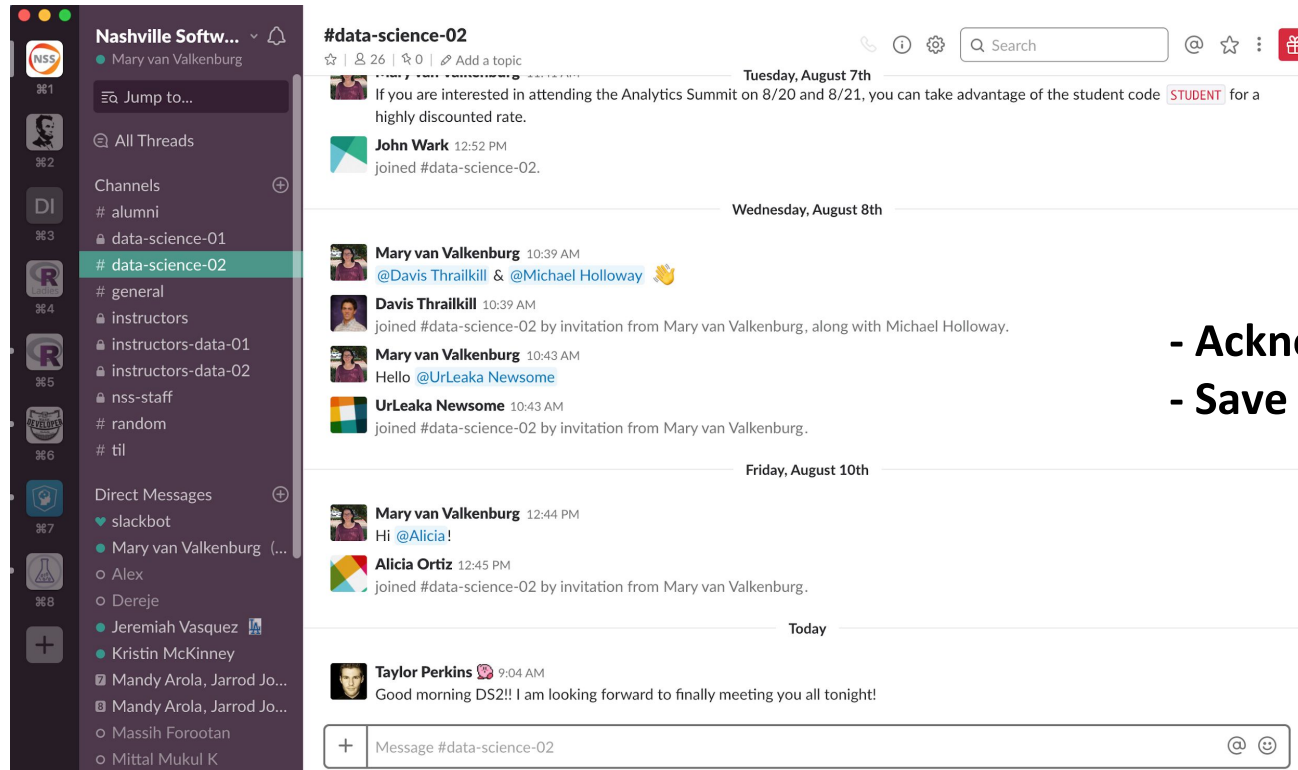 NSS
⌘1
⌘2
DI
⌘3
R
Ladies
⌘4
R
⌘5
DEVELOPER
⌘6
⌘7
⌘8
+
Nashville Softw...
Mary van Valkenburg
Jump to...
All Threads
Channels
# alumni
data-science-01
# data-science-02
# general
instructors
instructors-data-01
instructors-data-02
nss-staff
# random
# til
Direct Messages
slackbot
Mary van Valkenburg (...
Alex
Dereje
Jeremiah Vasquez
Kristin McKinney
7 Mandy Arola, Jarrod Jo...
8 Mandy Arola, Jarrod Jo...
Massih Forootan
Mittal Mukul K
#data-science-02
☆ | 26 | 0 | Add a topic
Search
Tuesday, August 7th
If you are interested in attending the Analytics Summit on 8/20 and 8/21, you can take advantage of the student code STUDENT for a
highly discounted rate.
John Wark 12:52 PM
joined #data-science-02.
Wednesday, August 8th
Mary van Valkenburg 10:39 AM
@Davis Thrailkill & @Michael Holloway 👋
Davis Thrailkill 10:39 AM
joined #data-science-02 by invitation from Mary van Valkenburg, along with Michael Holloway.
Mary van Valkenburg 10:43 AM
Hello @UrLeaka Newsome
UrLeaka Newsome 10:43 AM
joined #data-science-02 by invitation from Mary van Valkenburg.
Friday, August 10th
Mary van Valkenburg 12:44 PM
Hi @Alicia!
Alicia Ortiz 12:45 PM
joined #data-science-02 by invitation from Mary van Valkenburg.
Today
Taylor Perkins 9:04 AM
Good morning DS2!! I am looking forward to finally meeting you all tonight!
+ Message #data-science-02
- Ackn
- Save